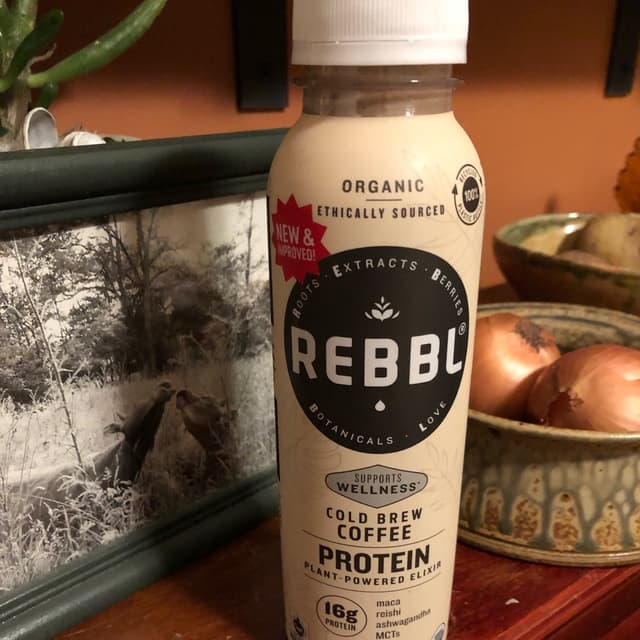 ORGANIC
ETHICALLY SOURCED
100%
NEW &
IMPROVED!
ROOTS · EXTRACTS · BERRIES
REBBL®
BOTANICALS · LOVE
SUPPORTS
WELLNESS*
COLD BREW
COFFEE
PROTEIN
PLANT-POWERED ELIXIR
16g
PROTEIN
maca
reishi
ashwagandha
MCTs